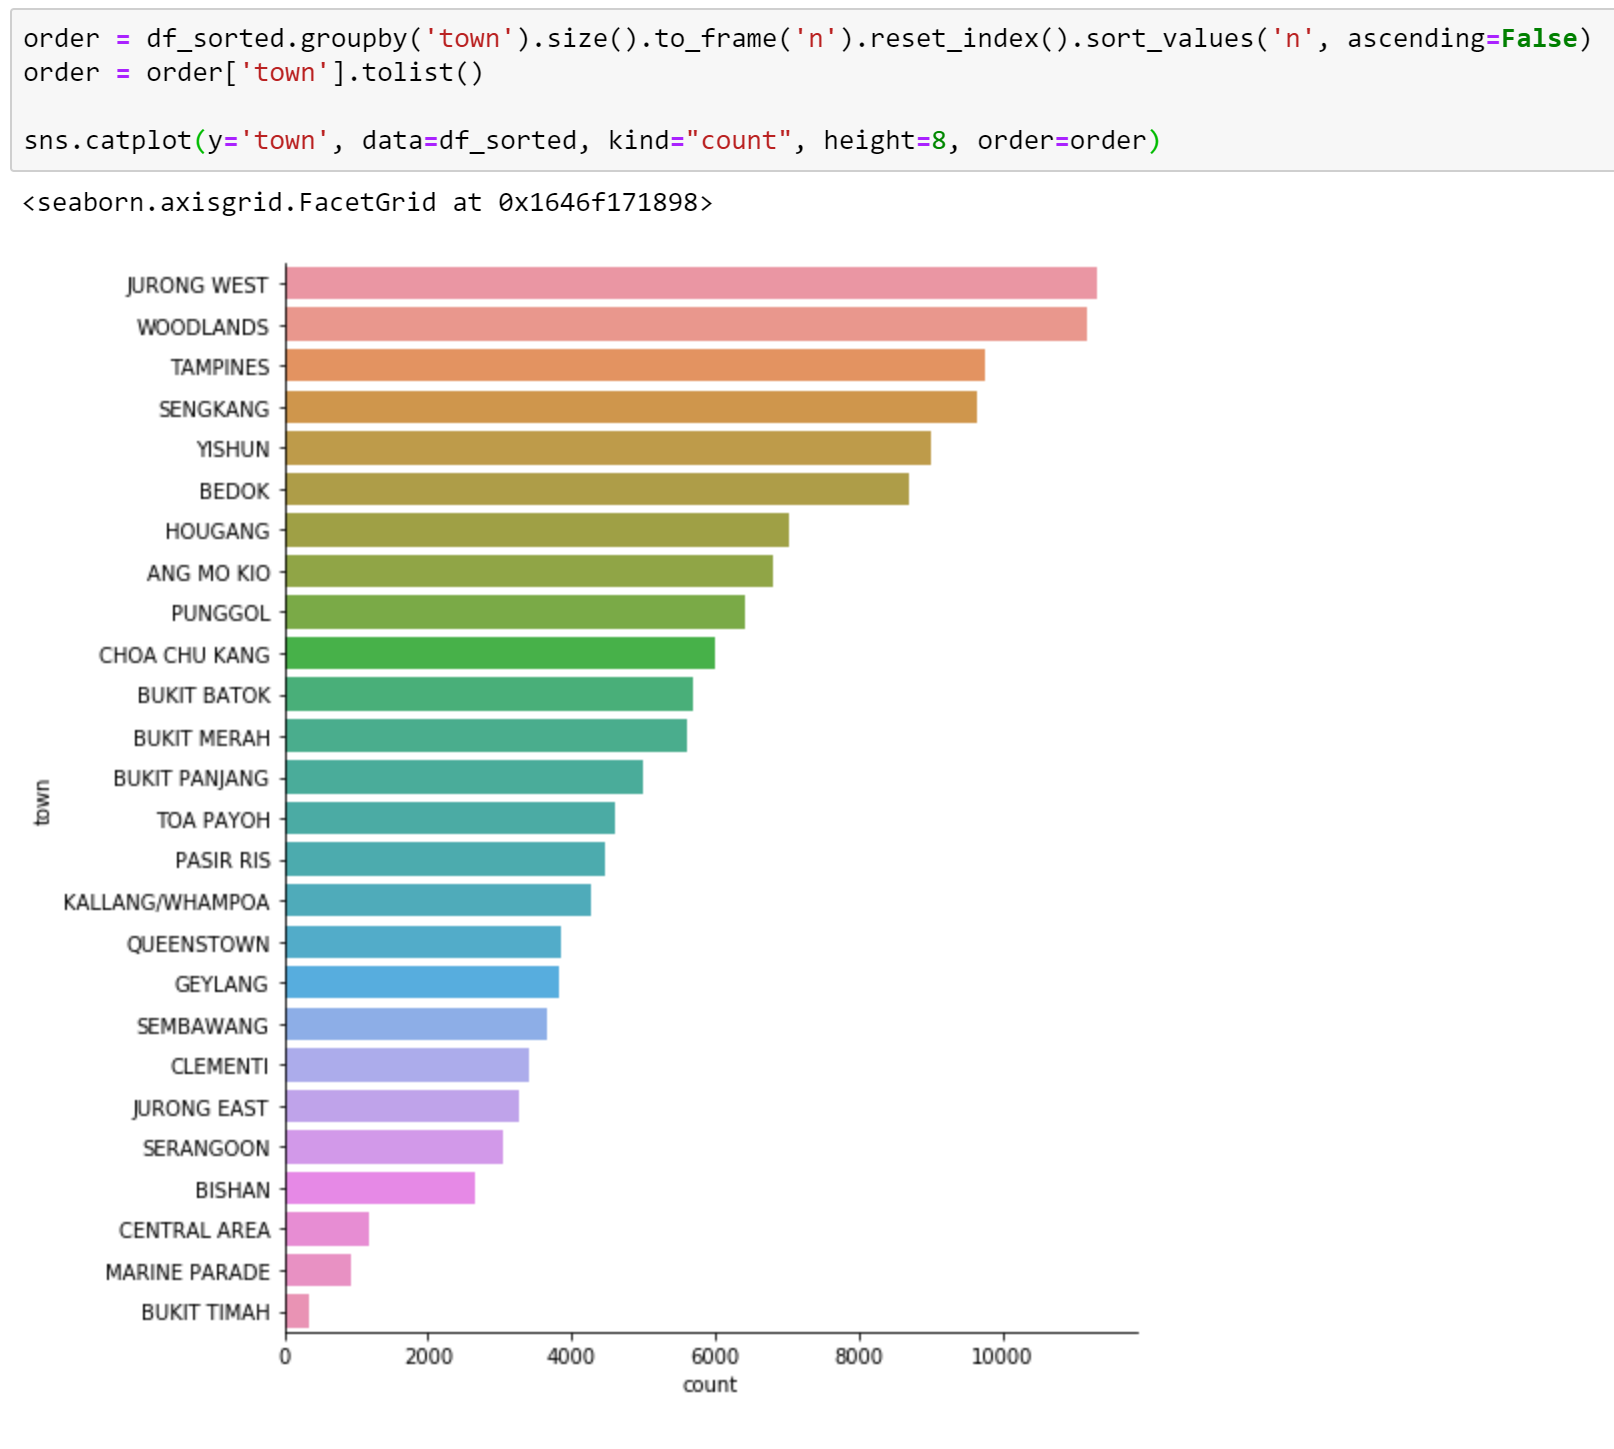 order = df_sorted.groupby('town').size().to_frame('n').reset_index().sort_values('n', ascending=False)
order = order['town'].tolist()
sns.catplot(y='town', data=df_sorted, kind="count", height=8, order=order)
<seaborn.axisgrid.FacetGrid at 0x1646f171898>
JURONG WEST
WOODLANDS
TAMPINES
SENGKANG
YISHUN
BEDOK
HOUGANG
ANG MO KIO
PUNGGOL
CHOA CHU KANG
BUKIT BATOK
BUKIT MERAH
BUKIT PANJANG
TOA PAYOH
PASIR RIS
KALLANG/WHAMPOA
QUEENSTOWN
GEYLANG
SEMBAWANG
CLEMENTI
JURONG EAST
SERANGOON
BISHAN
CENTRAL AREA
MARINE PARADE
BUKIT TIMAH
town
0 2000 4000 6000 8000 10000
count